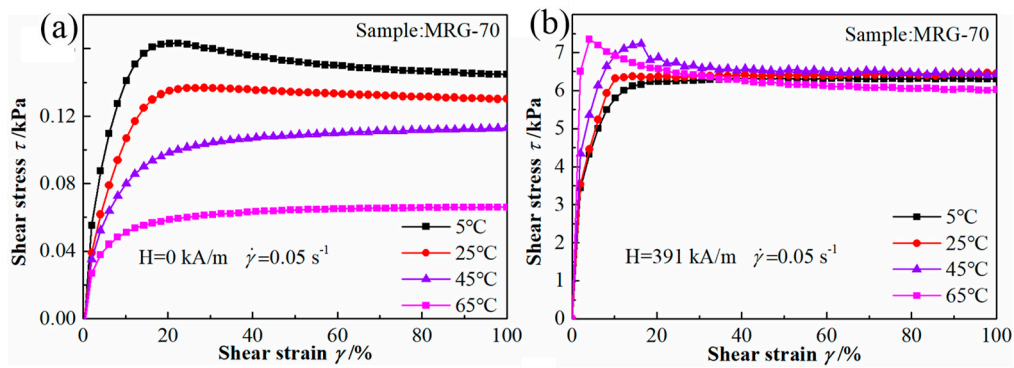 (a)
Sample:MRG-70
Shear stress τ/kPa
0.12
0.08
0.04
0.00
5℃
25℃
45℃
65℃
H=0 kA/m γ̇=0.05 s⁻¹
0 20 40 60 80 100
Shear strain γ/%
(b)
Sample:MRG-70
Shear stress τ/kPa
7
6
5
4
3
2
1
0
5℃
25℃
45℃
65℃
H=391 kA/m γ̇=0.05 s⁻¹
0 20 40 60 80 100
Shear strain γ/%